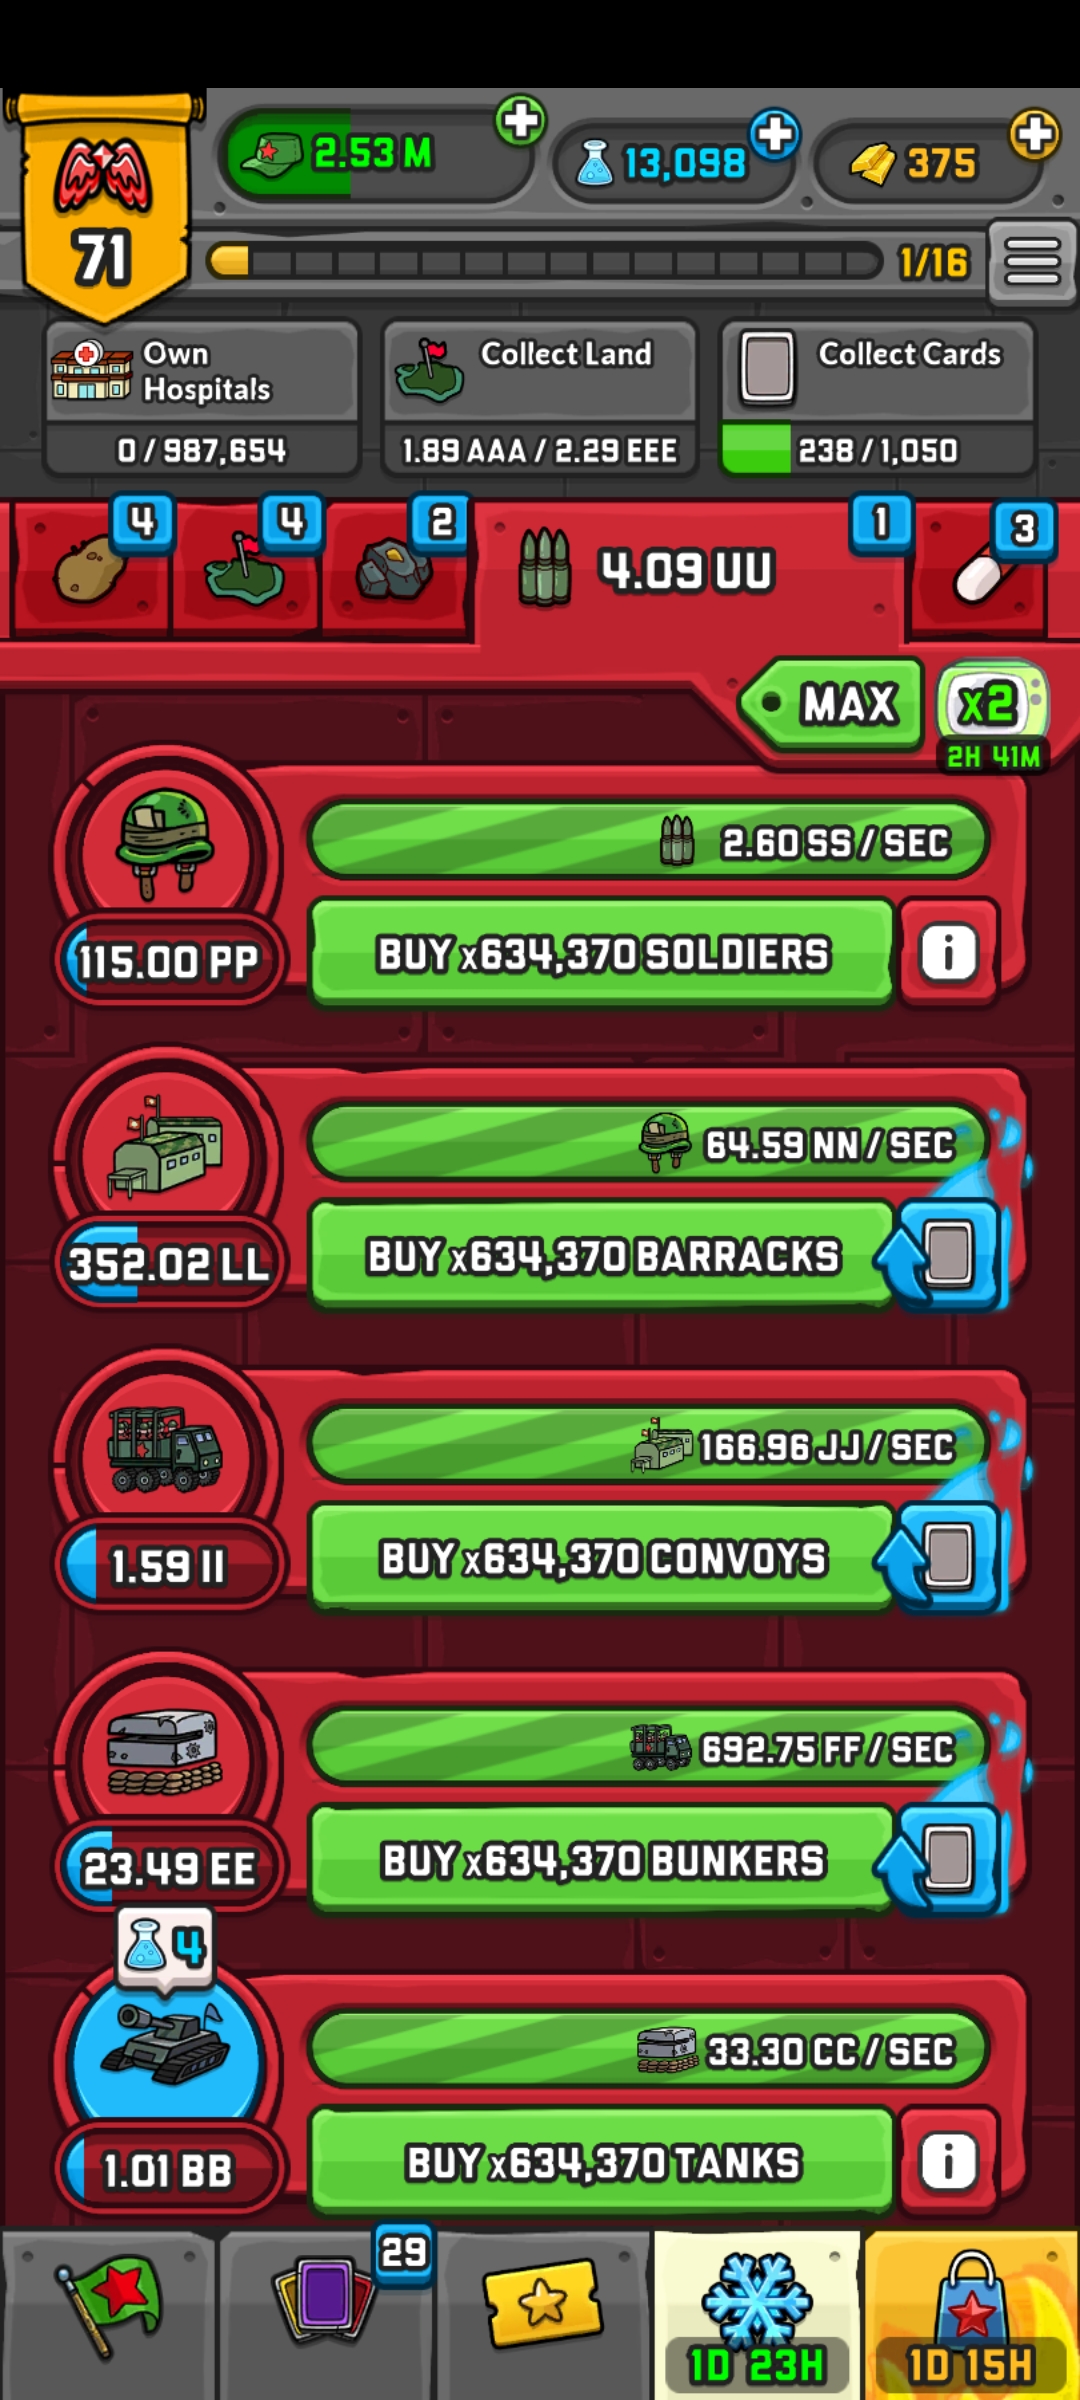 2.53 M
13,098
375
71
1/16
Own
Hospitals
0 / 987,654
Collect Land
1.89 AAA / 2.29 EEE
Collect Cards
238 / 1,050
4
4
2
4.09 UU
1
3
MAX
x2
2H 41M
2.60 SS / SEC
115.00 PP
BUY x634,370 SOLDIERS
i
64.59 NN / SEC
352.02 LL
BUY x634,370 BARRACKS
166.96 JJ / SEC
1.59 II
BUY x634,370 CONVOYS
692.75 FF / SEC
23.49 EE
BUY x634,370 BUNKERS
4
33.30 CC / SEC
1.01 BB
BUY x634,370 TANKS
i
29
1D 23H
1D 15H